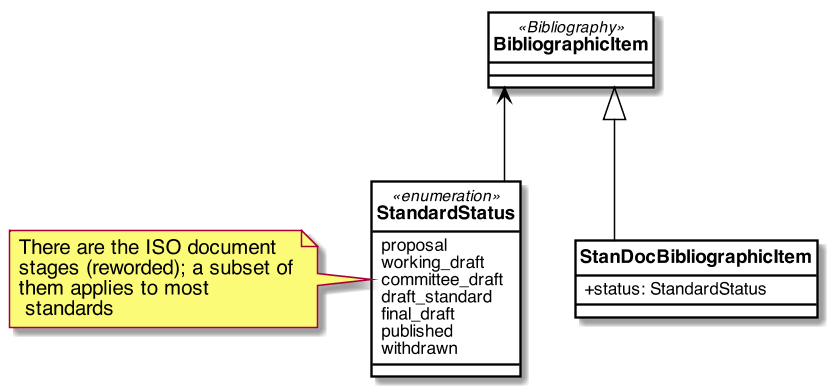 «Bibliography»
BibliographicItem
«enumeration»
StandardStatus
proposal
working_draft
committee_draft
draft_standard
final_draft
published
withdrawn
There are the ISO document
stages (reworded); a subset of
them applies to most
standards
StanDocBibliographicItem
+status: StandardStatus